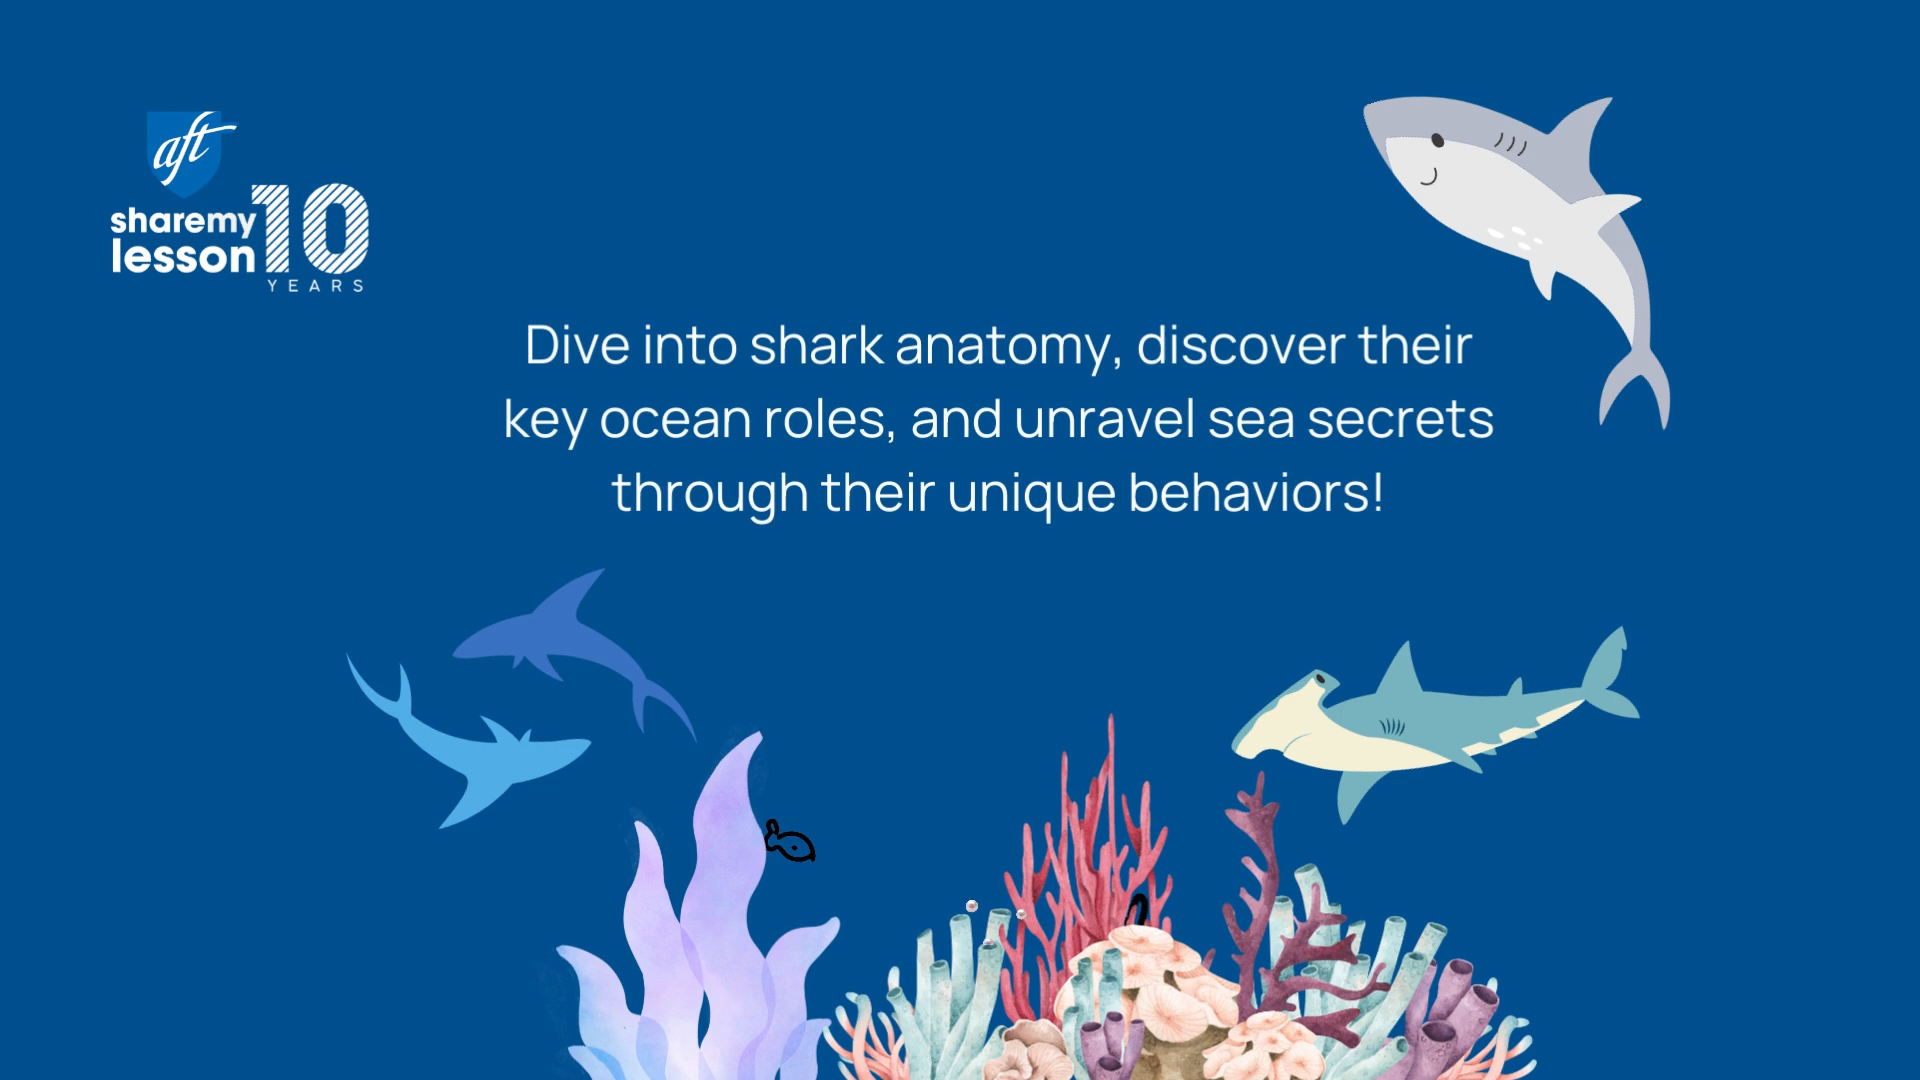 aft
sharemy
lesson
10
YEARS
Dive into shark anatomy, discover their
key ocean roles, and unravel sea secrets
through their unique behaviors!